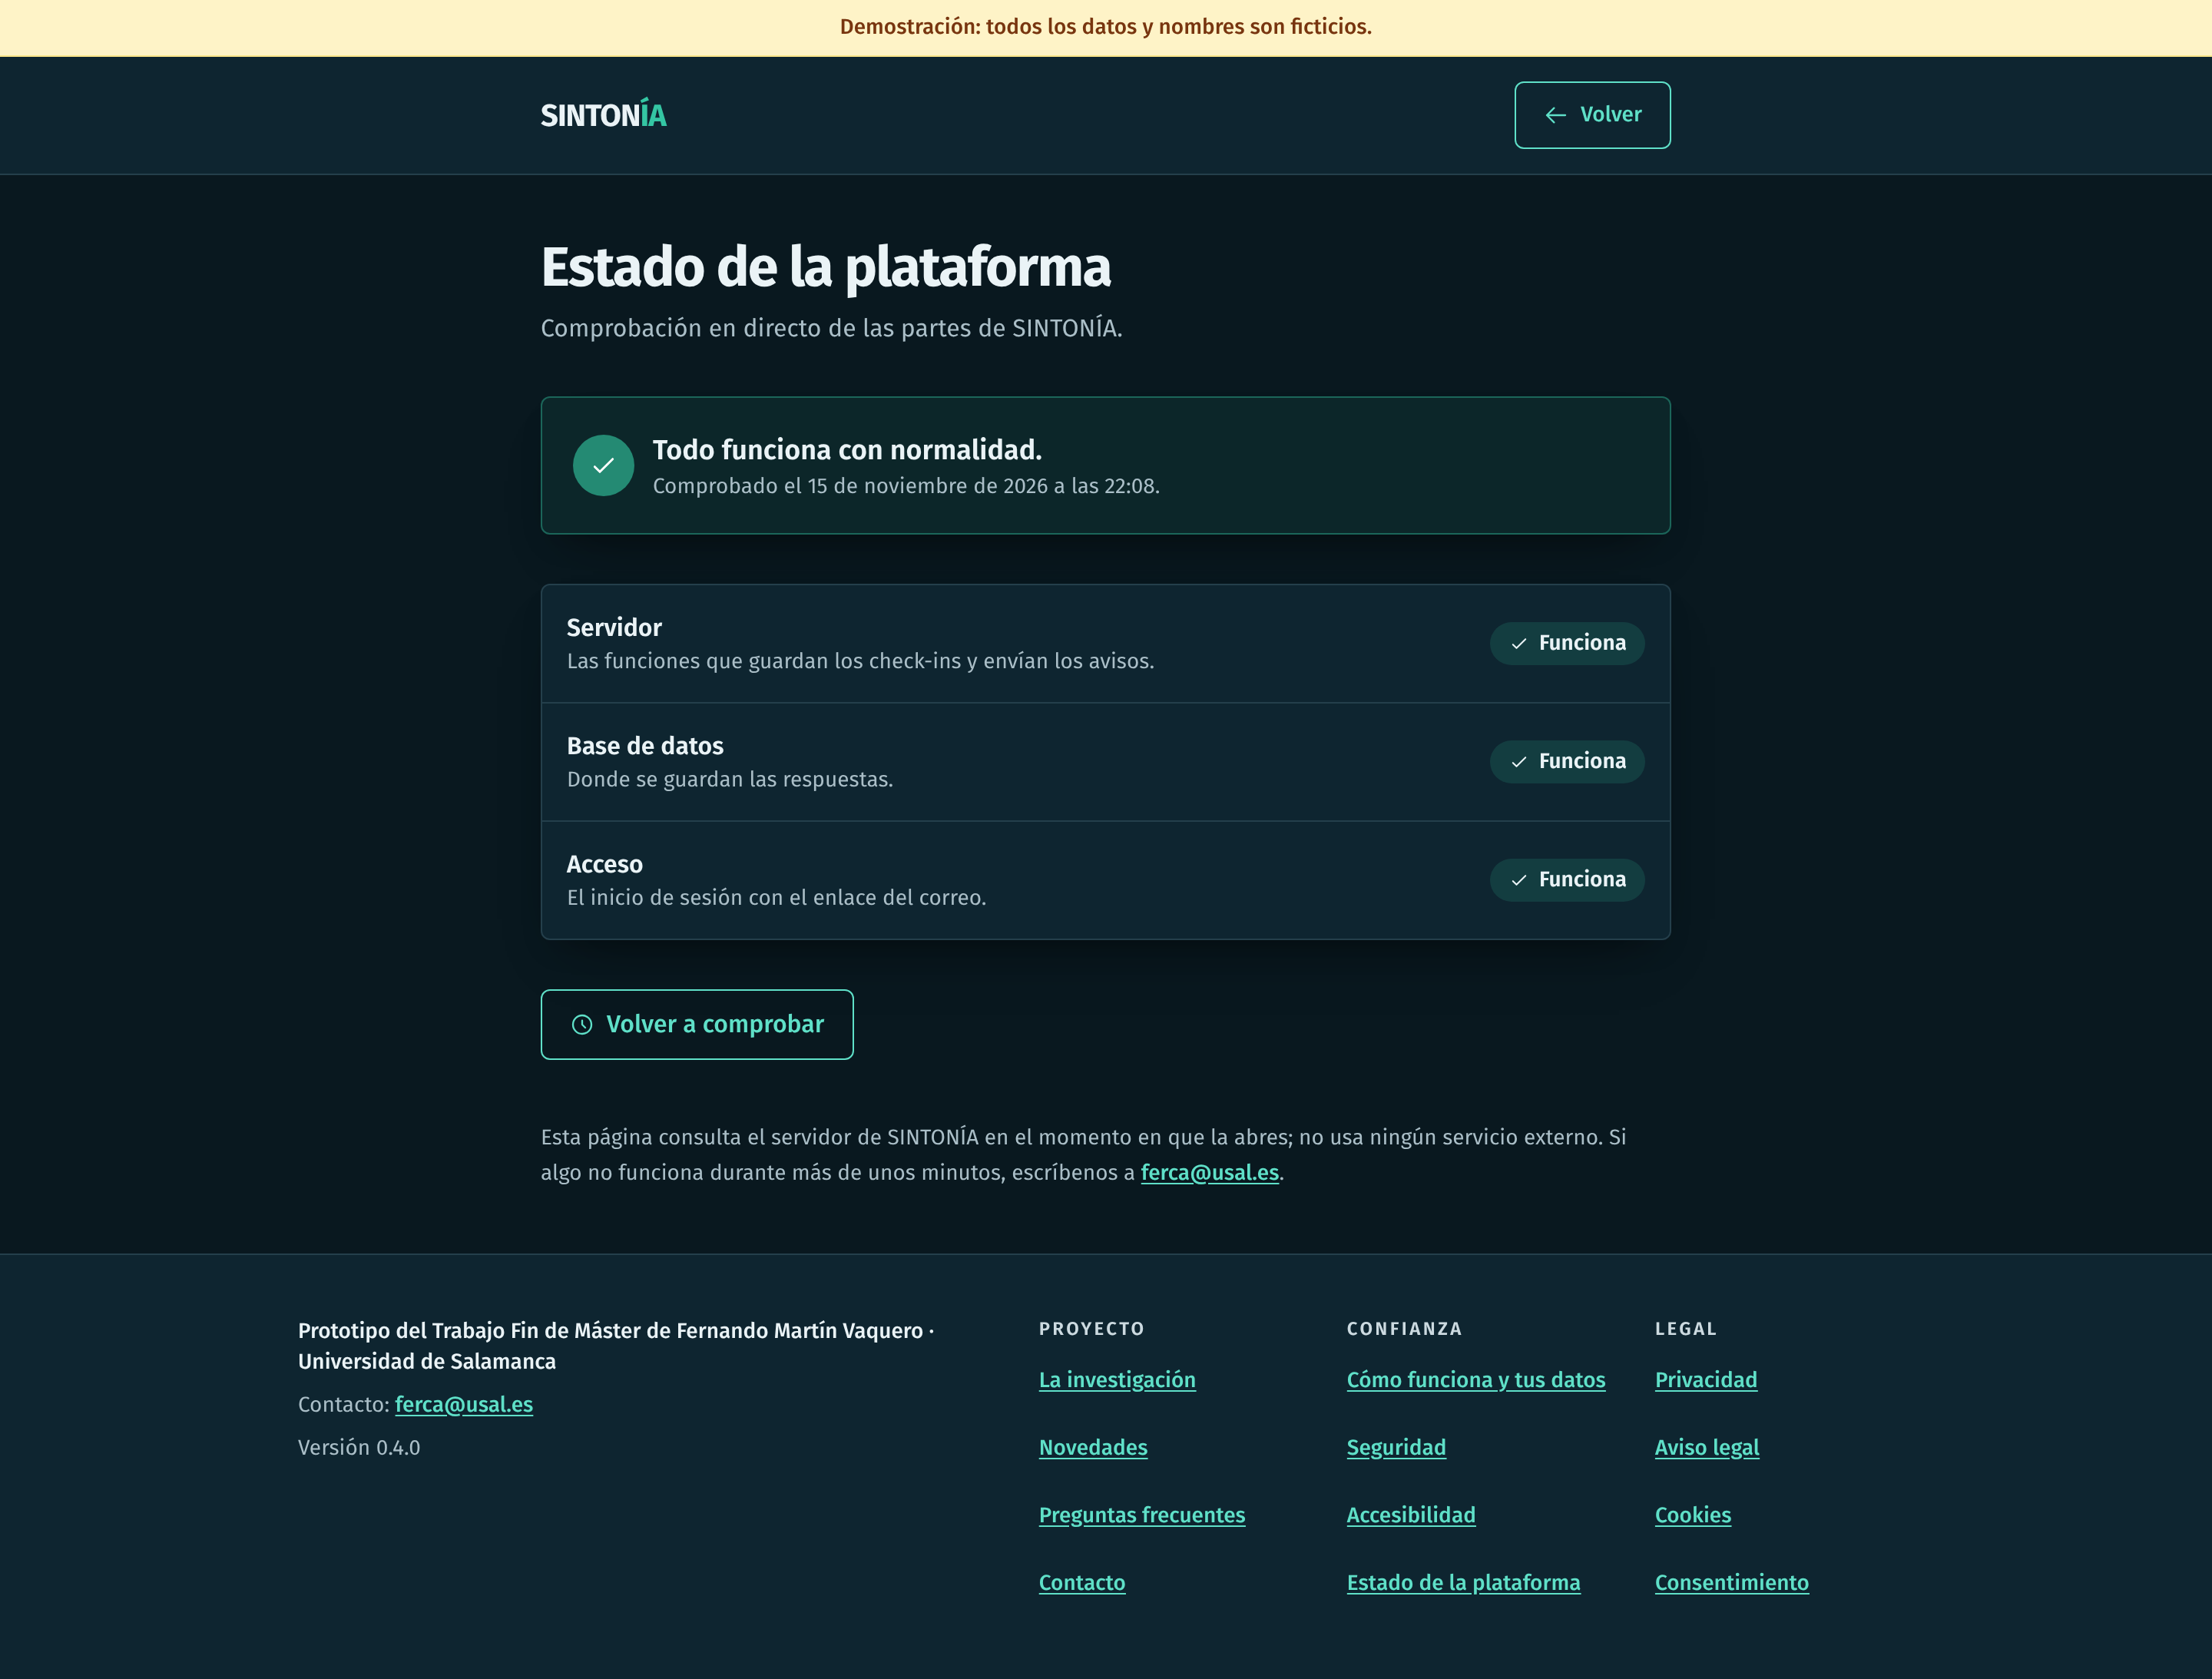 Demostración: todos los datos y nombres son ficticios.
SINTONÍA
Volver
Estado de la plataforma
Comprobación en directo de las partes de SINTONÍA.
Todo funciona con normalidad.
Comprobado el 15 de noviembre de 2026 a las 22:08.
Servidor
Las funciones que guardan los check-ins y envían los avisos.
Funciona
Base de datos
Donde se guardan las respuestas.
Funciona
Acceso
El inicio de sesión con el enlace del correo.
Funciona
Volver a comprobar
Esta página consulta el servidor de SINTONÍA en el momento en que la abres; no usa ningún servicio externo. Si
algo no funciona durante más de unos minutos, escríbenos a ferca@usal.es.
Prototipo del Trabajo Fin de Máster de Fernando Martín Vaquero ·
Universidad de Salamanca
Contacto: ferca@usal.es
Versión 0.4.0
PROYECTO
La investigación
Novedades
Preguntas frecuentes
Contacto
CONFIANZA
Cómo funciona y tus datos
Seguridad
Accesibilidad
Estado de la plataforma
LEGAL
Privacidad
Aviso legal
Cookies
Consentimiento